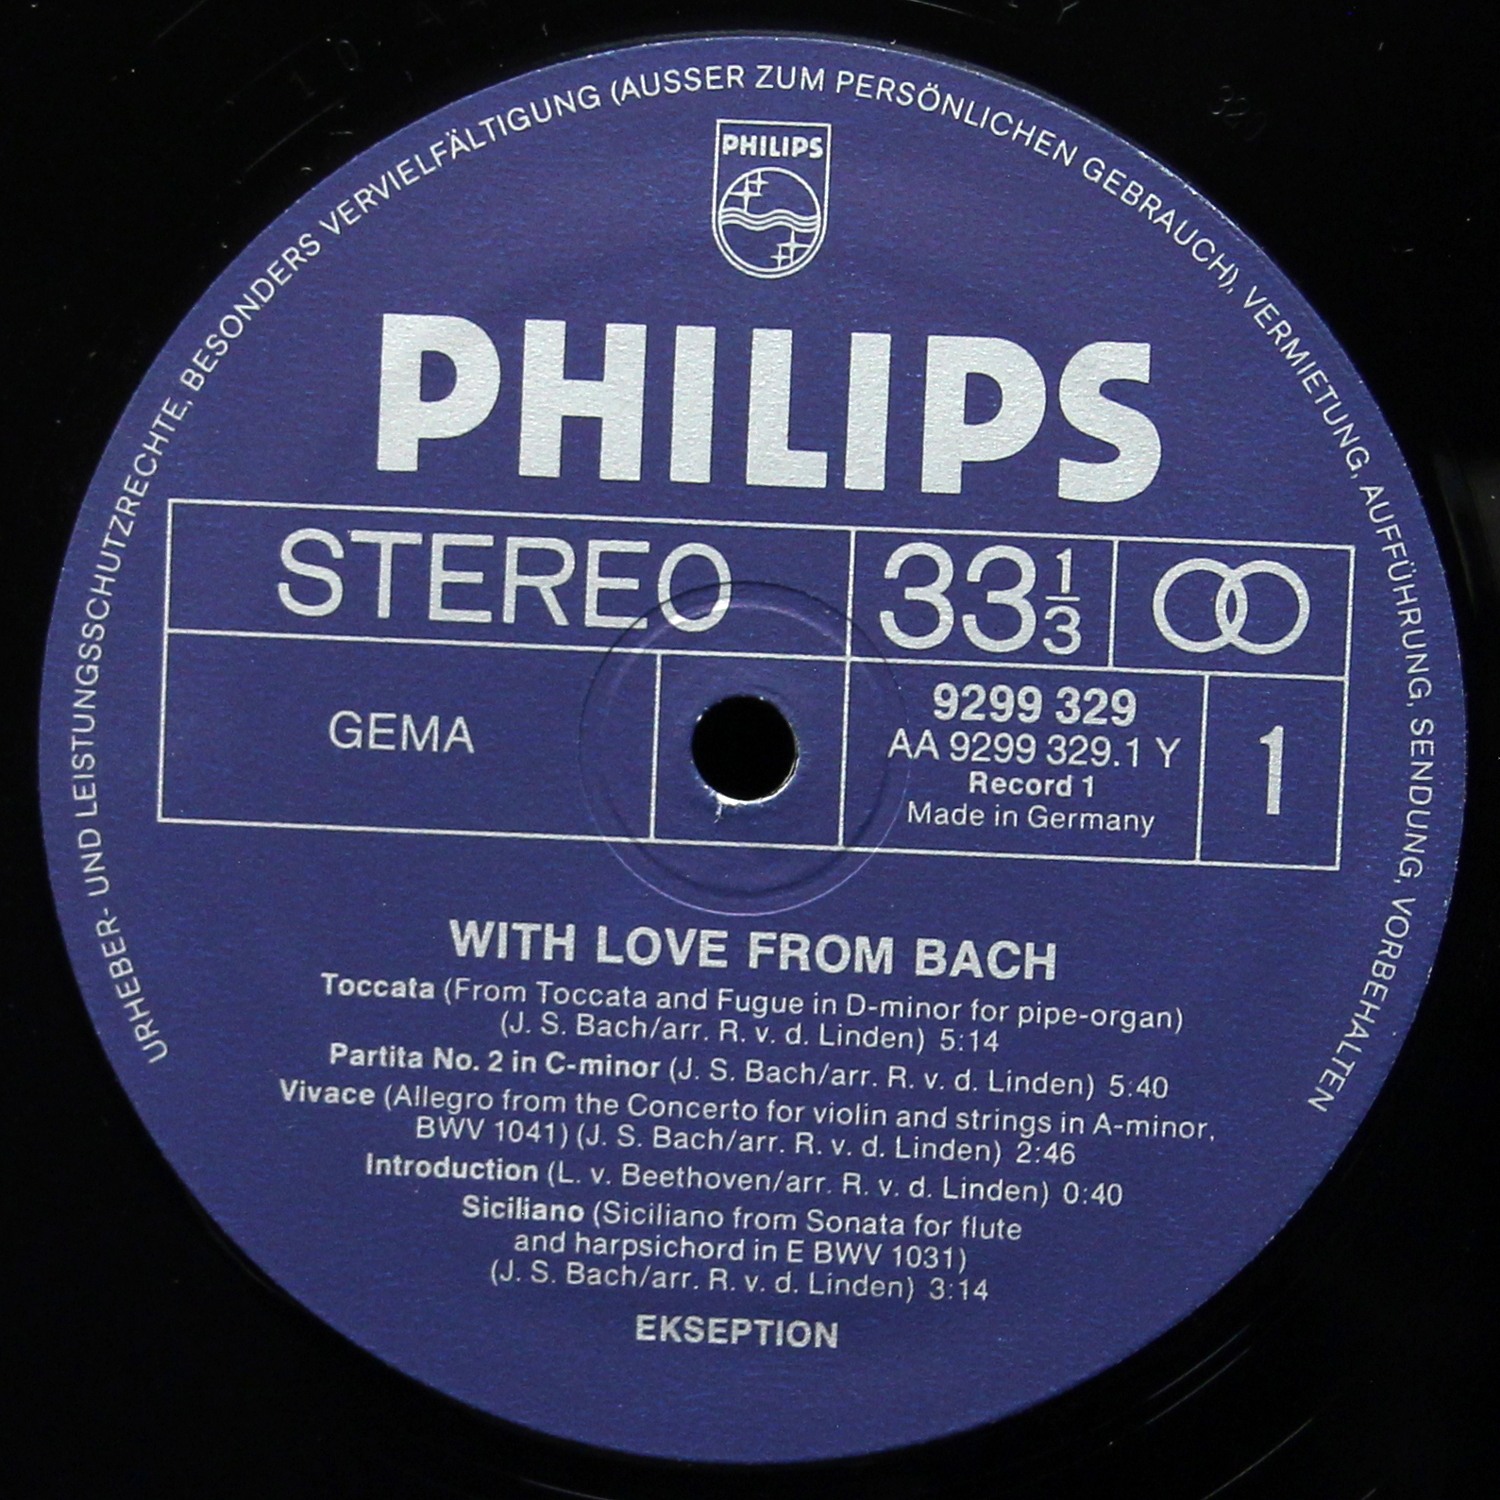 URHEBER- UND LEISTUNGSSCHUTZRECHTE, BESONDERS VERVIELFÄLTIGUNG (AUSSER ZUM PERSÖNLICHEN GEBRAUCH), VERMIETUNG, AUFFÜHRUNG, SENDUNG, VORBEHALTEN
PHILIPS
PHILIPS
STEREO
33 1/3
GEMA
9299 329
AA 9299 329.1 Y
Record 1
Made in Germany
1
WITH LOVE FROM BACH
Toccata (From Toccata and Fugue in D-minor for pipe-organ)
(J. S. Bach/arr. R. v. d. Linden) 5:14
Partita No. 2 in C-minor (J. S. Bach/arr. R. v. d. Linden) 5:40
Vivace (Allegro from the Concerto for violin and strings in A-minor,
BWV 1041) (J. S. Bach/arr. R. v. d. Linden) 2:46
Introduction (L. v. Beethoven/arr. R. v. d. Linden) 0:40
Siciliano (Siciliano from Sonata for flute
and harpsichord in E BWV 1031)
(J. S. Bach/arr. R. v. d. Linden) 3:14
EKSEPTION